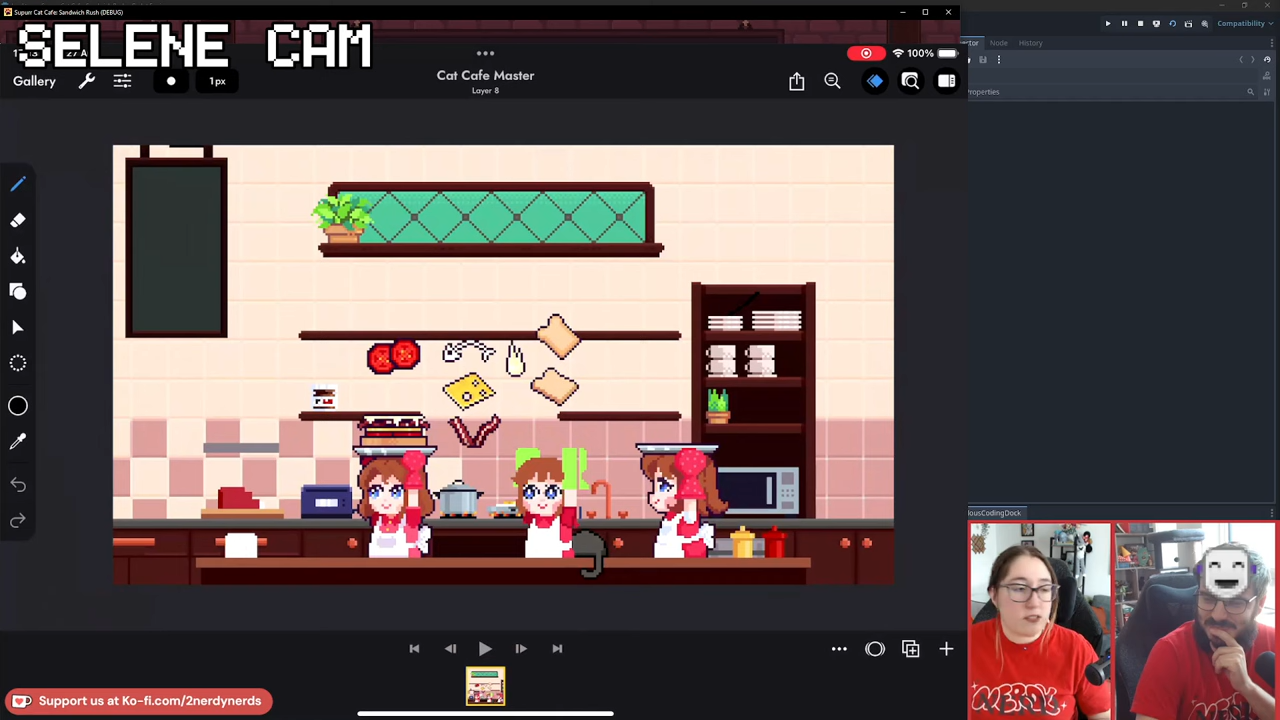 Supurr Cat Cafe: Sandwich Rush (DEBUG)
SELENE CAM
100%
Gallery
1px
Cat Cafe Master
Layer 8
Compatibility
Node
History
Properties
Support us at Ko-fi.com/2nerdynerds